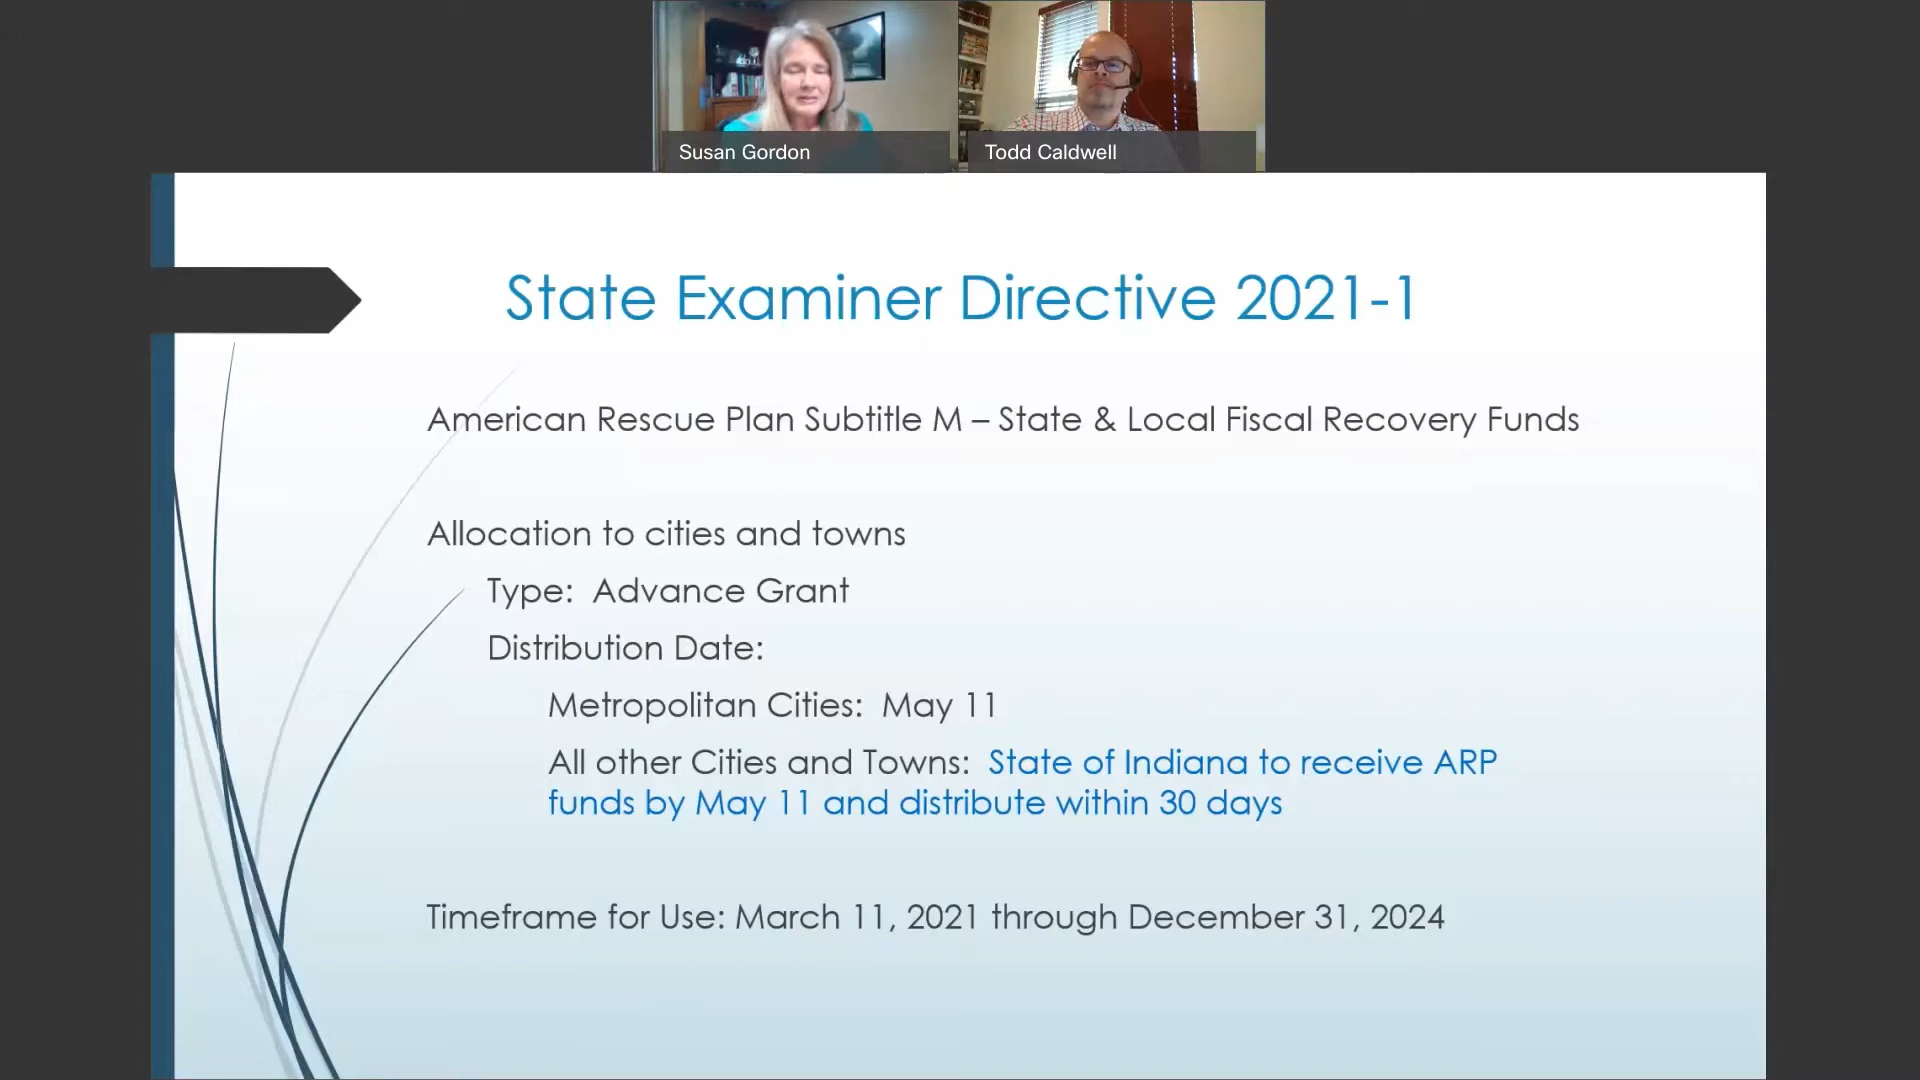 Susan Gordon
Todd Caldwell
State Examiner Directive 2021-1
American Rescue Plan Subtitle M – State & Local Fiscal Recovery Funds
Allocation to cities and towns
Type:  Advance Grant
Distribution Date:
Metropolitan Cities:  May 11
All other Cities and Towns:  State of Indiana to receive ARP
funds by May 11 and distribute within 30 days
Timeframe for Use: March 11, 2021 through December 31, 2024